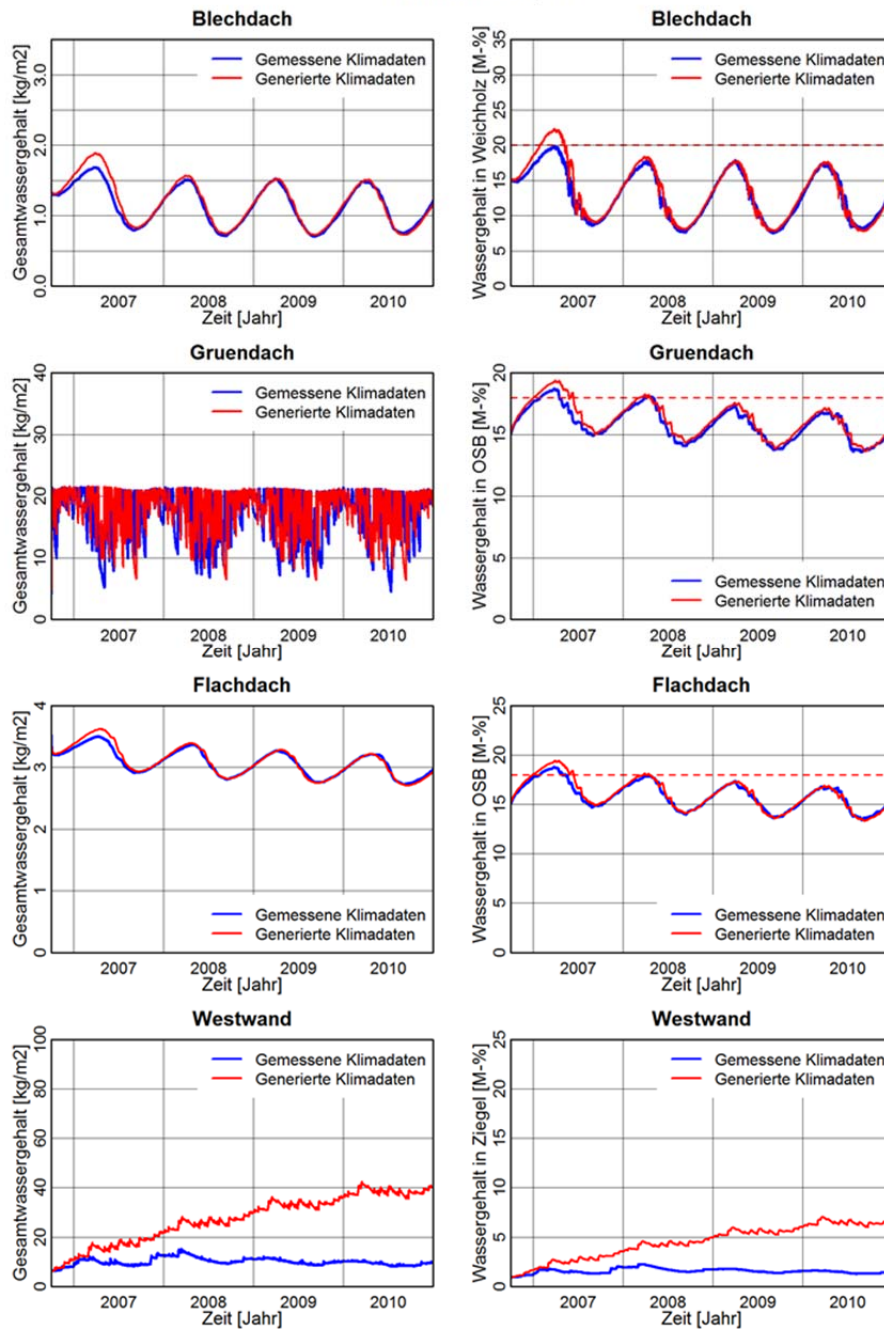 Blechdach
Gesamtwassergehalt [kg/m2]
3.0
2.0
1.0
0.0
Gemessene Klimadaten
Generierte Klimadaten
2007 2008 2009 2010
Zeit [Jahr]
Blechdach
Wassergehalt in Weichholz [M-%]
35
30
25
20
15
10
5
0
Gemessene Klimadaten
Generierte Klimadaten
2007 2008 2009 2010
Zeit [Jahr]
Gruendach
Gesamtwassergehalt [kg/m2]
40
30
20
10
0
Gemessene Klimadaten
Generierte Klimadaten
2007 2008 2009 2010
Zeit [Jahr]
Gruendach
Wassergehalt in OSB [M-%]
20
15
10
5
0
Gemessene Klimadaten
Generierte Klimadaten
2007 2008 2009 2010
Zeit [Jahr]
Flachdach
Gesamtwassergehalt [kg/m2]
4
3
2
1
0
Gemessene Klimadaten
Generierte Klimadaten
2007 2008 2009 2010
Zeit [Jahr]
Flachdach
Wassergehalt in OSB [M-%]
25
20
15
10
5
0
Gemessene Klimadaten
Generierte Klimadaten
2007 2008 2009 2010
Zeit [Jahr]
Westwand
Gesamtwassergehalt [kg/m2]
100
80
60
40
20
0
Gemessene Klimadaten
Generierte Klimadaten
2007 2008 2009 2010
Zeit [Jahr]
Westwand
Wassergehalt in Ziegel [M-%]
25
20
15
10
5
0
Gemessene Klimadaten
Generierte Klimadaten
2007 2008 2009 2010
Zeit [Jahr]